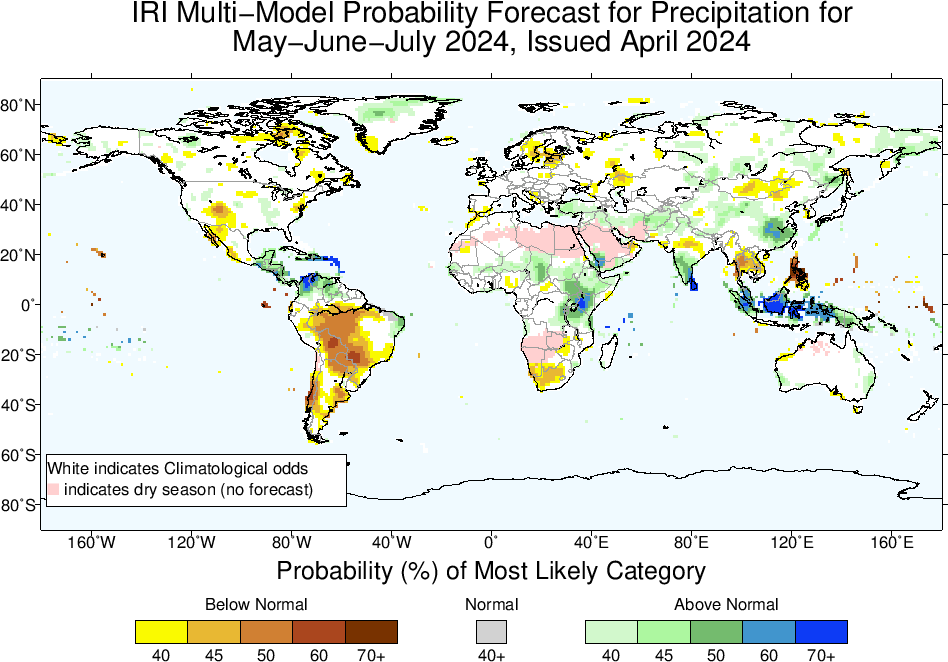 IRI Multi−Model Probability Forecast for Precipitation for
May−June−July 2024, Issued April 2024
80˚N
60˚N
40˚N
20˚N
0˚
20˚S
40˚S
60˚S
80˚S
White indicates Climatological odds
indicates dry season (no forecast)
160˚W 120˚W 80˚W 40˚W 0˚ 40˚E 80˚E 120˚E 160˚E
Probability (%) of Most Likely Category
Below Normal Normal Above Normal
40 45 50 60 70+ 40+ 40 45 50 60 70+